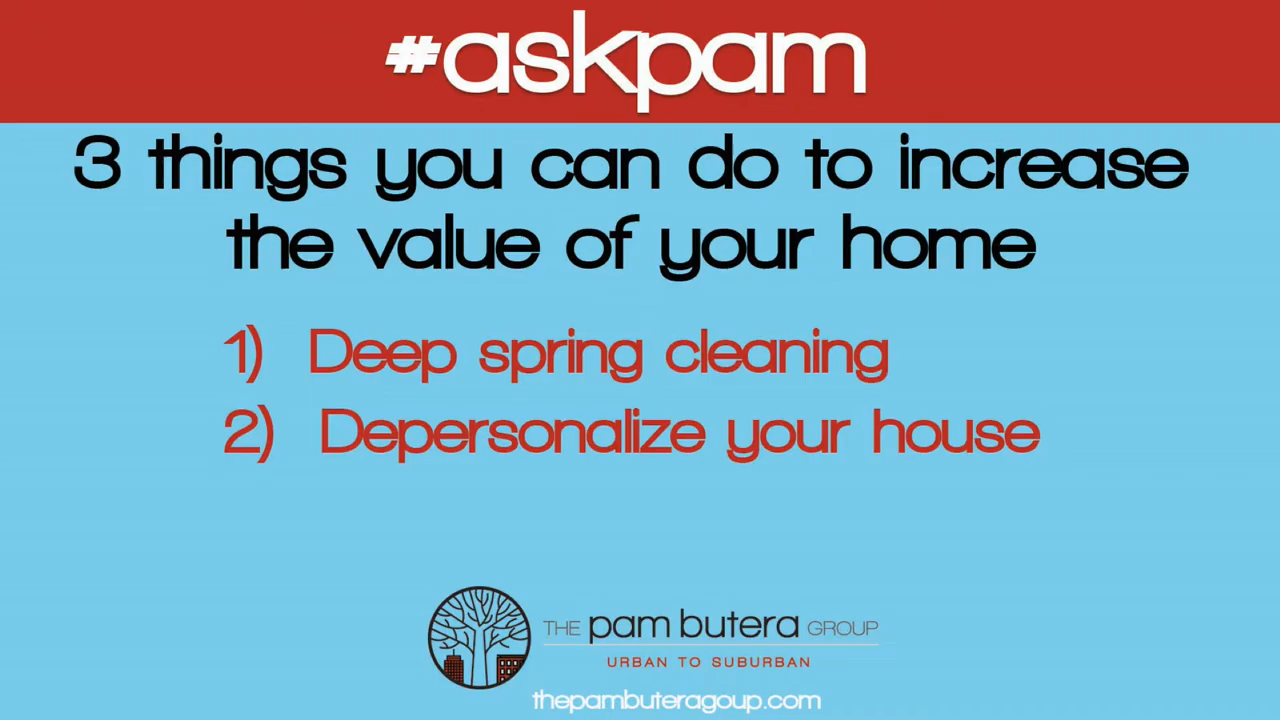 #askpam
3 things you can do to increase
the value of your home
1) Deep spring cleaning
2) Depersonalize your house
THE pam butera GROUP
URBAN TO SUBURBAN
thepambuteragoup.com